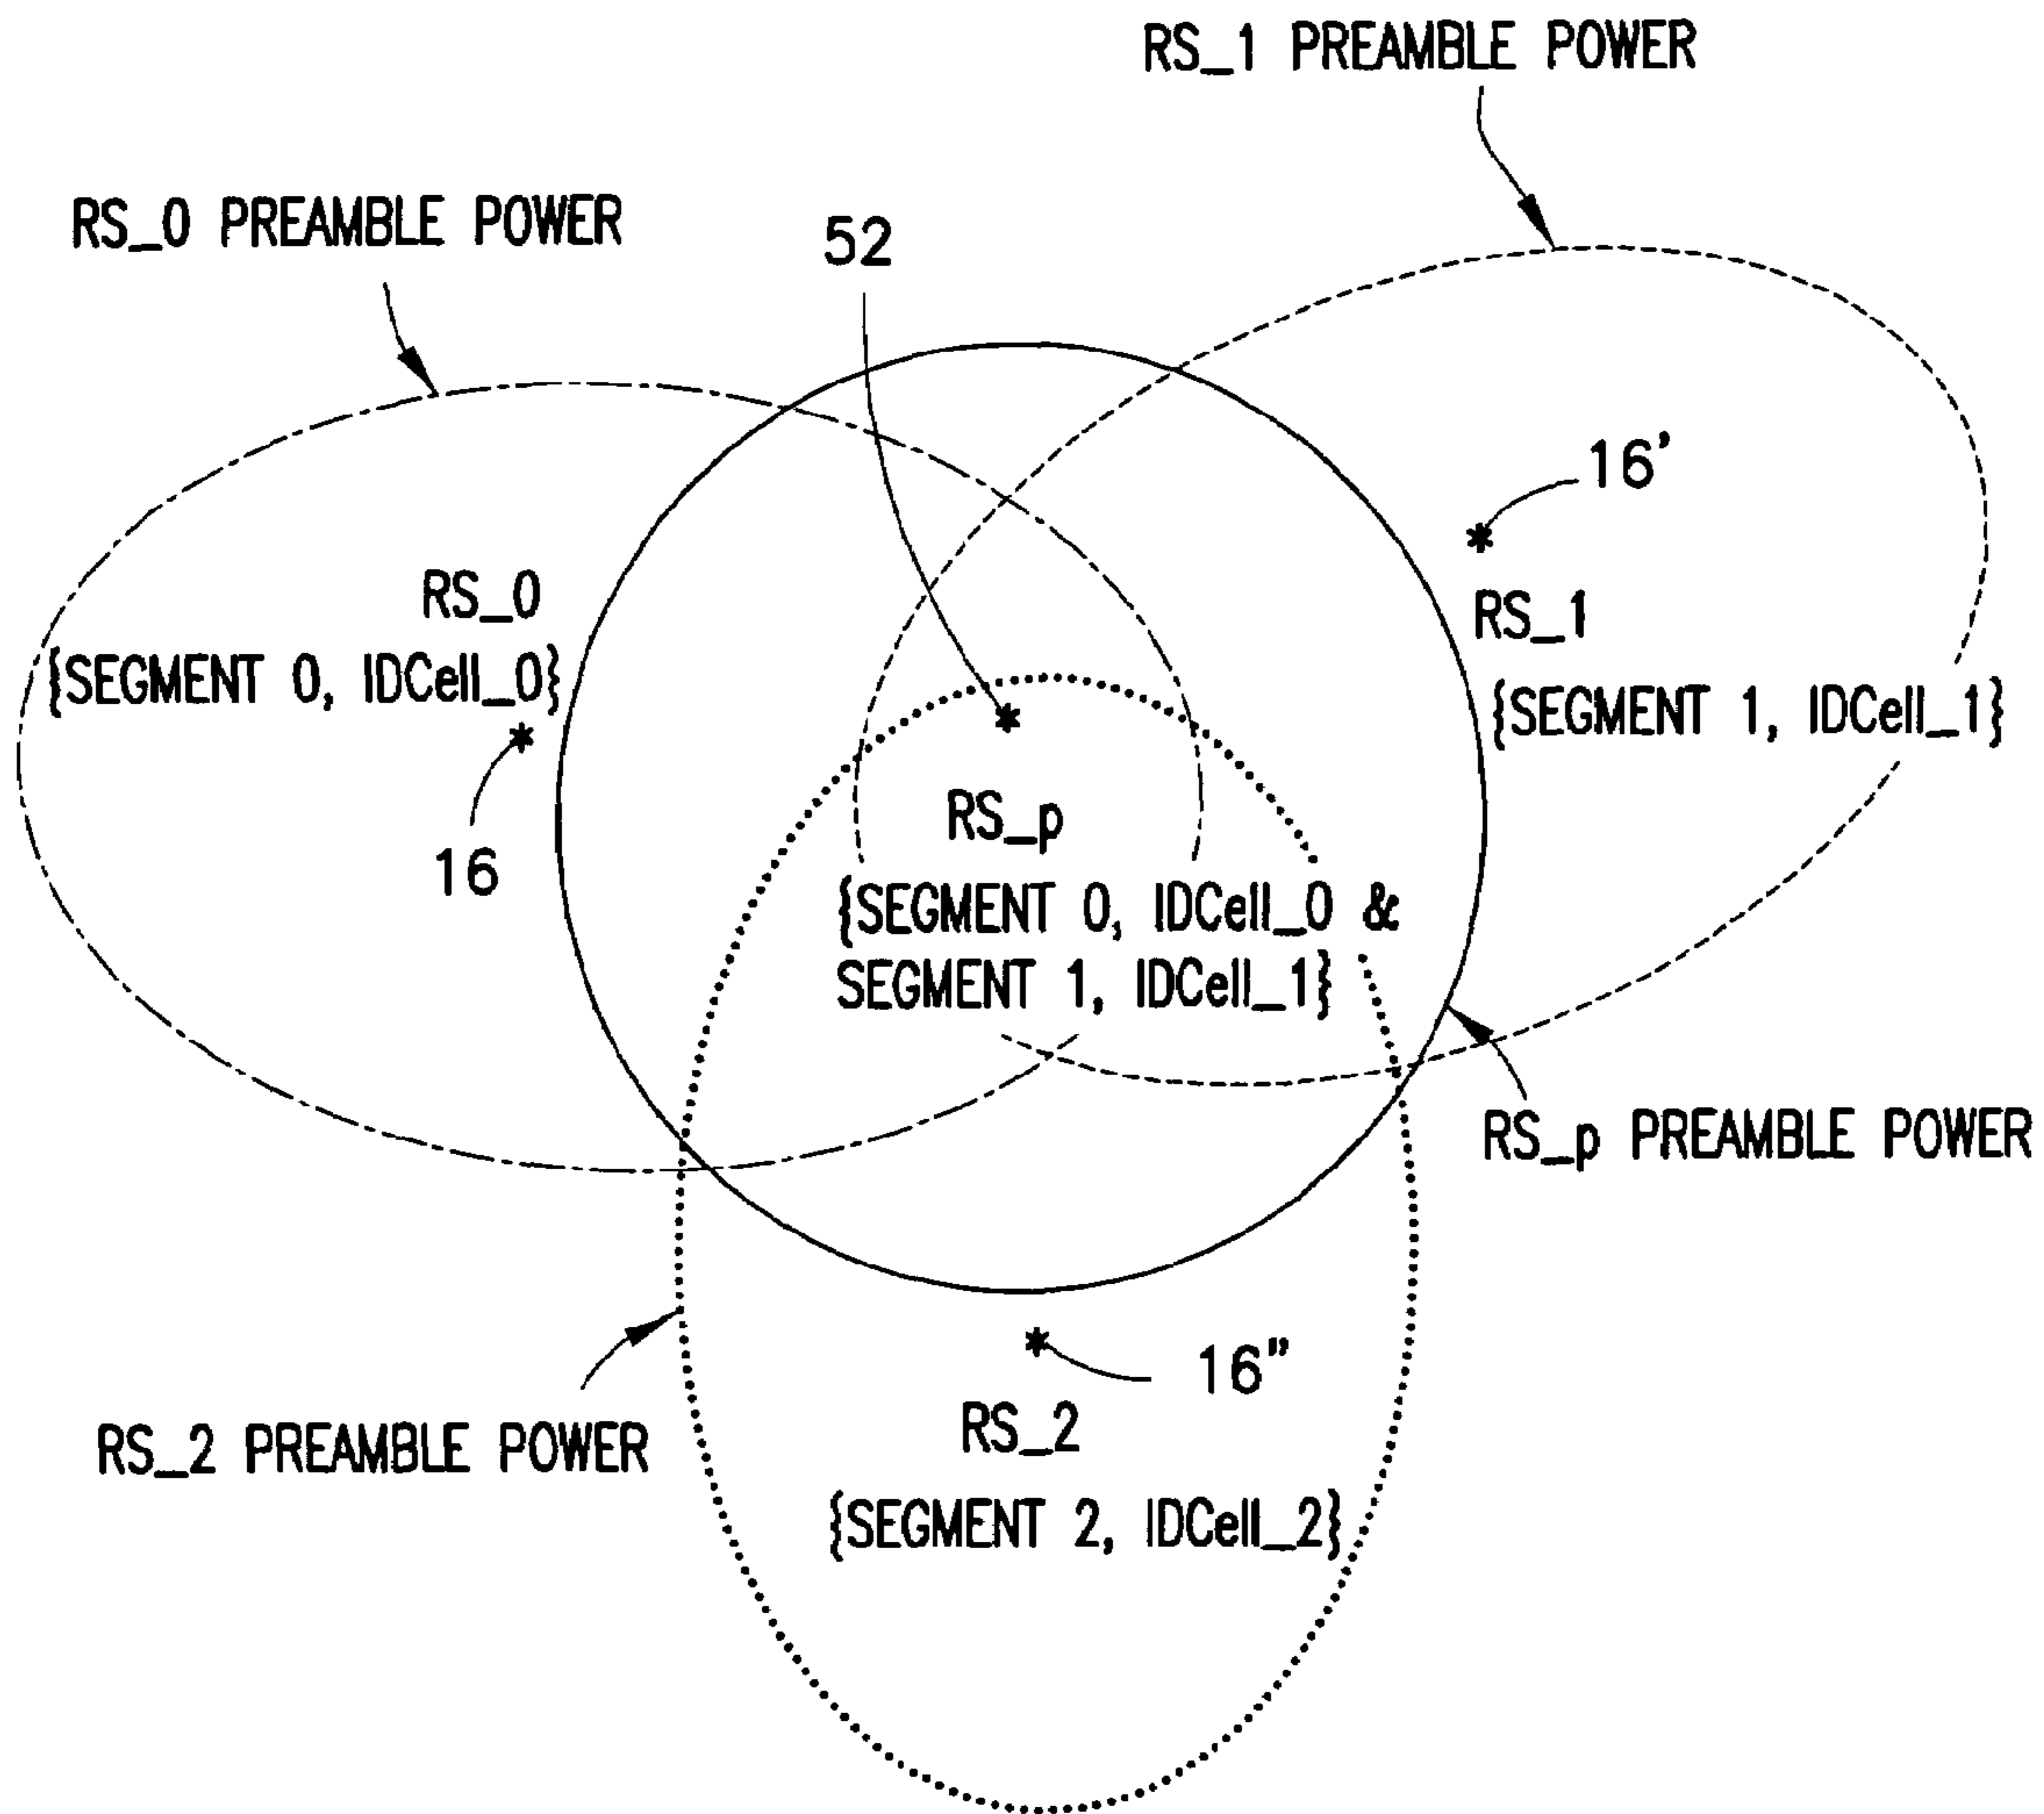 RS_1 PREAMBLE POWER
RS_0 PREAMBLE POWER
52
16'
RS_0
{SEGMENT 0, IDCell_0}
RS_1
{SEGMENT 1, IDCell_1}
16
RS_p
{SEGMENT 0, IDCell_0 &
SEGMENT 1, IDCell_1}
RS_p PREAMBLE POWER
16"
RS_2 PREAMBLE POWER
RS_2
{SEGMENT 2, IDCell_2}